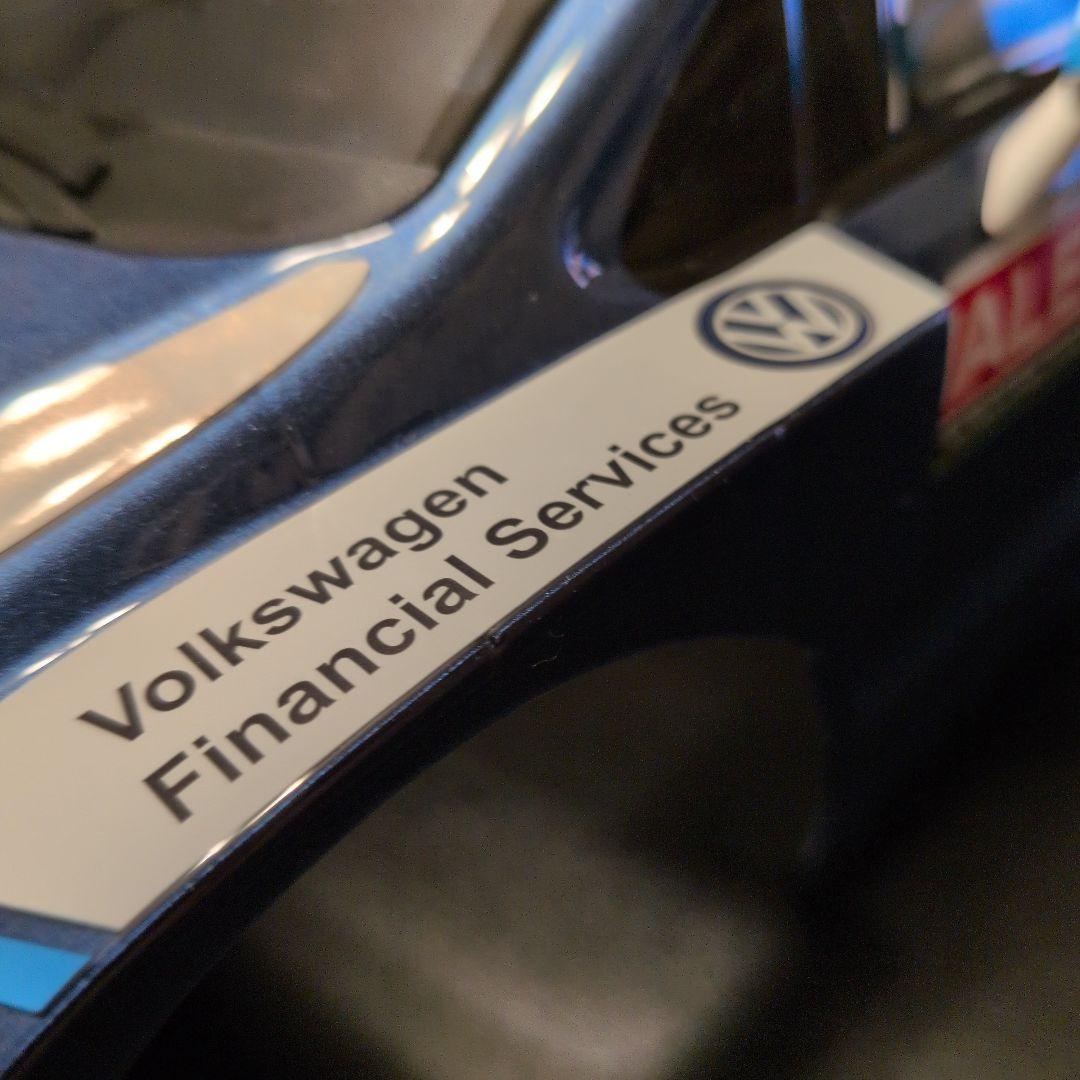 Volkswagen
Financial Services